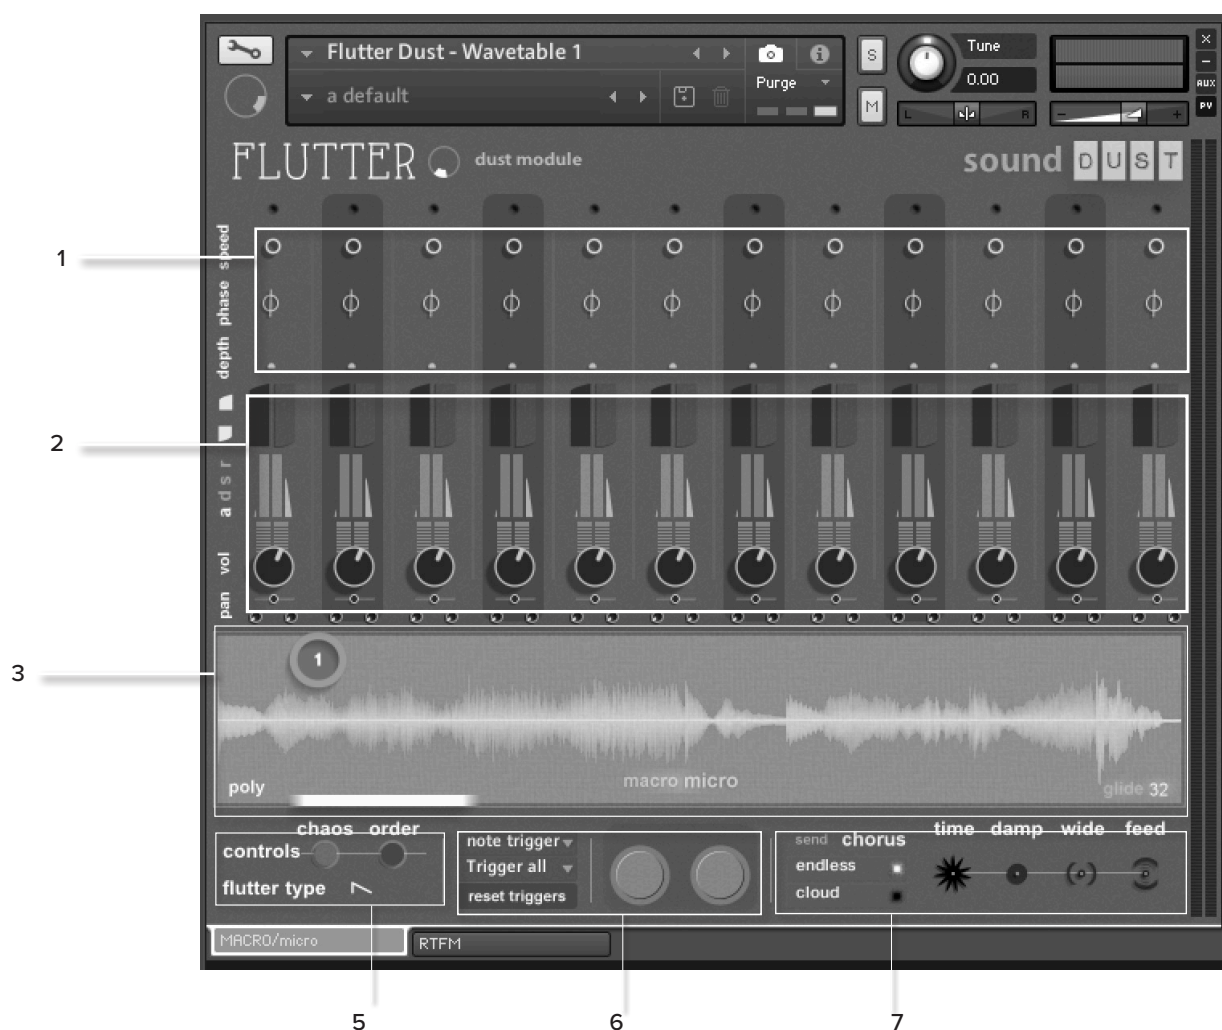 Flutter Dust - Wavetable 1
a default
Purge
S
M
Tune
0.00
L R
- +
X
-
AUX
PV
FLUTTER
dust module
sound DUST
speed
phase
depth
a d s r
vol
pan
1
2
3
1
poly
macro micro
glide 32
chaos order
controls
flutter type
note trigger
Trigger all
reset triggers
time damp wide feed
send chorus
endless
cloud
MACRO/micro
RTFM
5
6
7